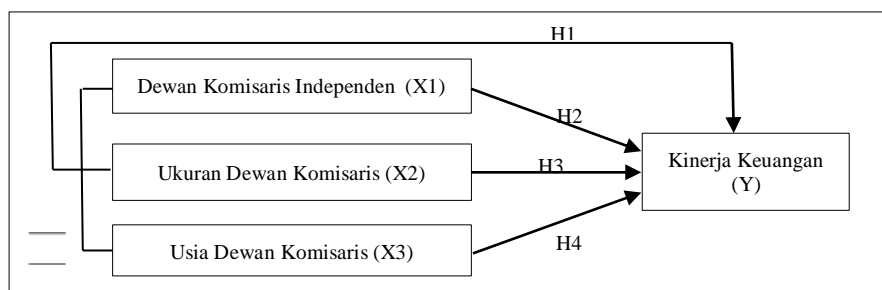 H1
Dewan Komisaris Independen (X1)
H2
Ukuran Dewan Komisaris (X2)
H3
Kinerja Keuangan
(Y)
Usia Dewan Komisaris (X3)
H4